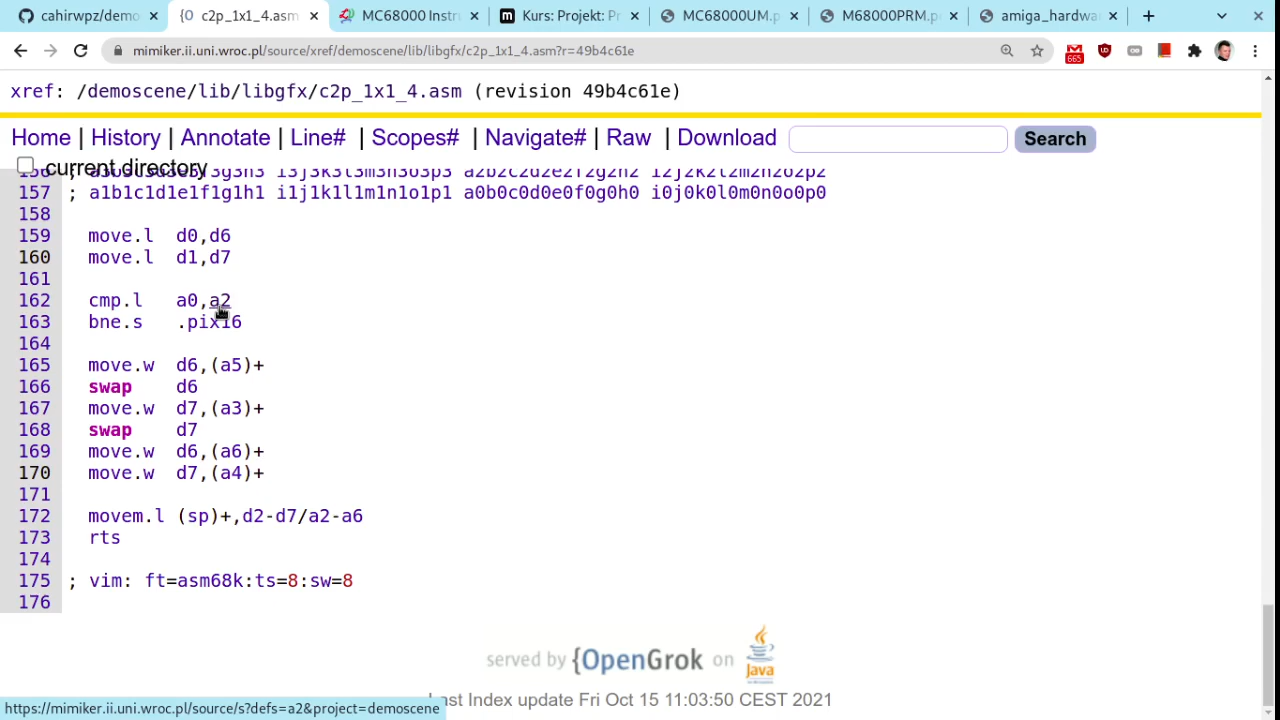 cahirwpz/demo
c2p_1x1_4.asm
MC68000 Instru
Kurs: Projekt: Pr
MC68000UM.p
M68000PRM.p
amiga_hardwa
mimiker.ii.uni.wroc.pl/source/xref/demoscene/lib/libgfx/c2p_1x1_4.asm?r=49b4c61e
665
xref: /demoscene/lib/libgfx/c2p_1x1_4.asm (revision 49b4c61e)
Home | History | Annotate | Line# | Scopes# | Navigate# | Raw | Download Search
current directory
157 ; a1b1c1d1e1f1g1h1 i1j1k1l1m1n1o1p1 a0b0c0d0e0f0g0h0 i0j0k0l0m0n0o0p0
158
159 move.l d0,d6
160 move.l d1,d7
161
162 cmp.l a0,a2
163 bne.s .pix16
164
165 move.w d6,(a5)+
166 swap d6
167 move.w d7,(a3)+
168 swap d7
169 move.w d6,(a6)+
170 move.w d7,(a4)+
171
172 movem.l (sp)+,d2-d7/a2-a6
173 rts
174
175 ; vim: ft=asm68k:ts=8:sw=8
176
served by {OpenGrok on Java
Last Index update Fri Oct 15 11:03:50 CEST 2021
https://mimiker.ii.uni.wroc.pl/source/s?defs=a2&project=demoscene